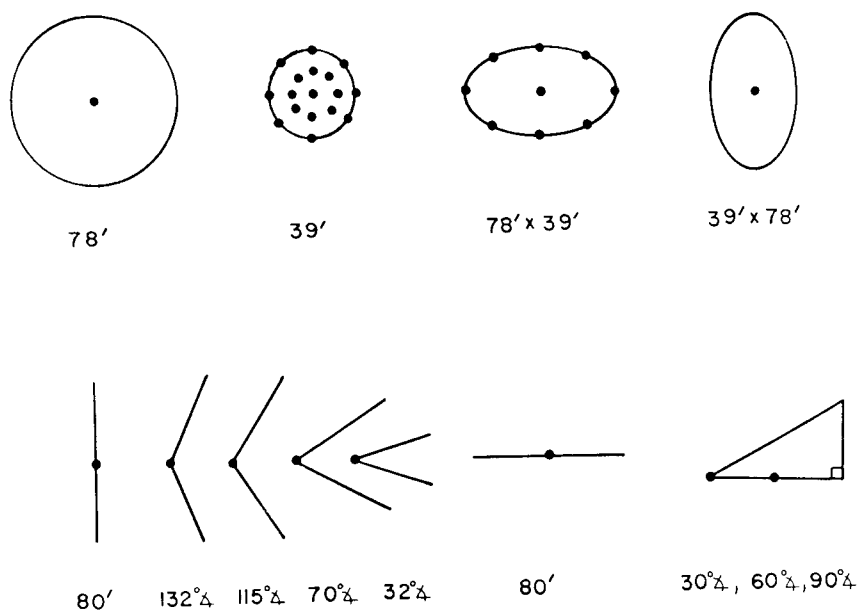 78′ 39′ 78′ x 39′ 39′ x 78′
80′ 132°∡ 115°∡ 70°∡ 32°∡ 80′ 30°∡, 60°∡, 90°∡